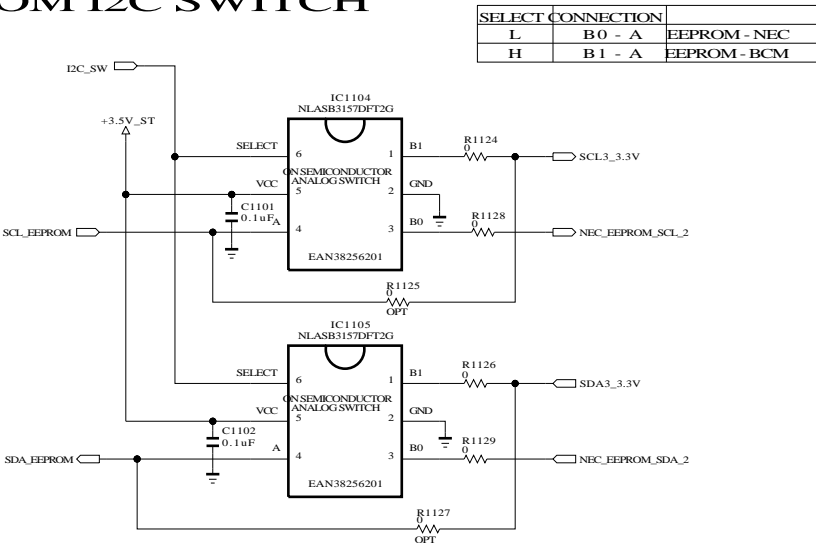 OM I2C SWITCH
SELECT CONNECTION
L B0 - A EEPROM - NEC
H B1 - A EEPROM - BCM
I2C_SW
+3.5V_ST
IC1104
NLASB3157DFT2G
SELECT 6 1 B1
R1124
0
SCL3_3.3V
ON SEMICONDUCTOR
ANALOG SWITCH
VCC 5 2 GND
C1101
0.1uF
SCL_EEPROM
A 4 3 B0
R1128
0
NEC_EEPROM_SCL_2
EAN38256201
R1125
0
OPT
IC1105
NLASB3157DFT2G
SELECT 6 1 B1
R1126
0
SDA3_3.3V
ON SEMICONDUCTOR
ANALOG SWITCH
VCC 5 2 GND
C1102
0.1uF
SDA_EEPROM
A 4 3 B0
R1129
0
NEC_EEPROM_SDA_2
EAN38256201
R1127
0
OPT